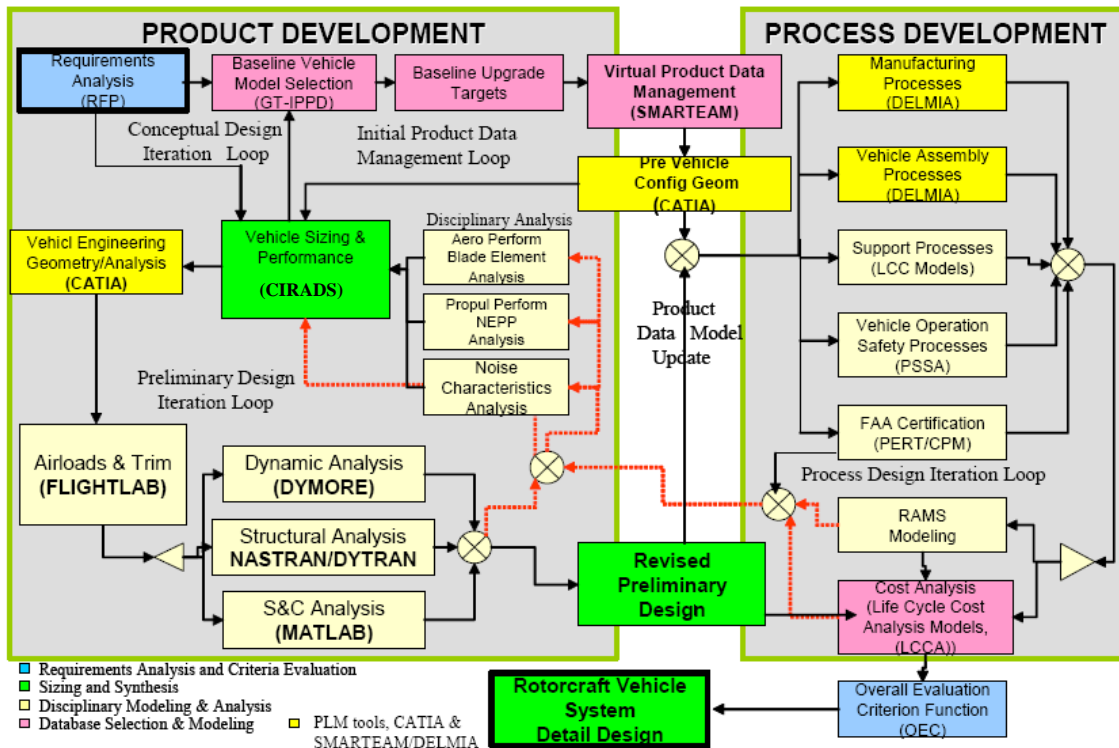 PRODUCT DEVELOPMENT
PROCESS DEVELOPMENT
Requirements
Analysis
(RFP)
Baseline Vehicle
Model Selection
(GT-IPPD)
Baseline Upgrade
Targets
Virtual Product Data
Management
(SMARTEAM)
Manufacturing
Processes
(DELMIA)
Conceptual Design
Iteration Loop
Initial Product Data
Management Loop
Pre Vehicle
Config Geom
(CATIA)
Vehicle Assembly
Processes
(DELMIA)
Vehicl Engineering
Geometry/Analysis
(CATIA)
Vehicle Sizing &
Performance
(CIRADS)
Disciplinary Analysis
Aero Perform
Blade Element
Analysis
Support Processes
(LCC Models)
Propul Perform
NEPP
Analysis
Product
Data Model
Update
Vehicle Operation
Safety Processes
(PSSA)
Noise
Characteristics
Analysis
Preliminary Design
Iteration Loop
FAA Certification
(PERT/CPM)
Airloads & Trim
(FLIGHTLAB)
Dynamic Analysis
(DYMORE)
Process Design Iteration Loop
RAMS
Modeling
Structural Analysis
NASTRAN/DYTRAN
Revised
Preliminary
Design
S&C Analysis
(MATLAB)
Cost Analysis
(Life Cycle Cost
Analysis Models,
(LCCA))
Requirements Analysis and Criteria Evaluation
Sizing and Synthesis
Disciplinary Modeling & Analysis
Database Selection & Modeling
PLM tools, CATIA &
SMARTEAM/DELMIA
Rotorcraft Vehicle
System
Detail Design
Overall Evaluation
Criterion Function
(OEC)